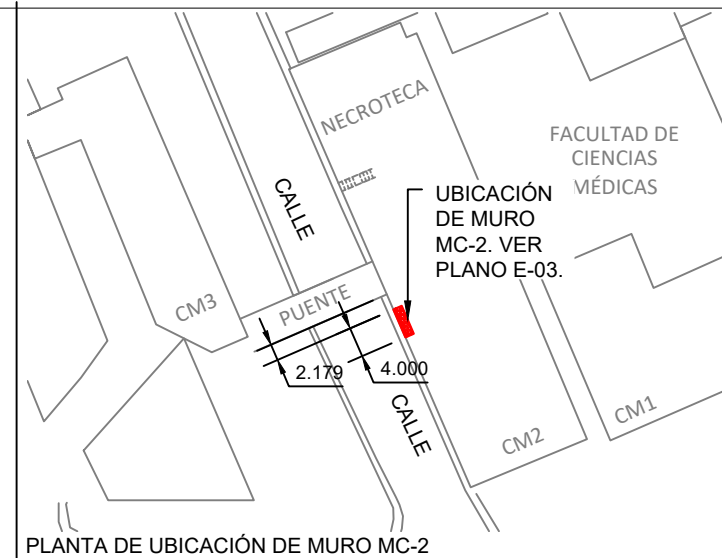 NECROTECA
FACULTAD DE
CIENCIAS
MÉDICAS
CALLE
UBICACIÓN
DE MURO
MC-2. VER
PLANO E-03.
CM3
PUENTE
2.179
4.000
CALLE
CM2
CM1
PLANTA DE UBICACIÓN DE MURO MC-2